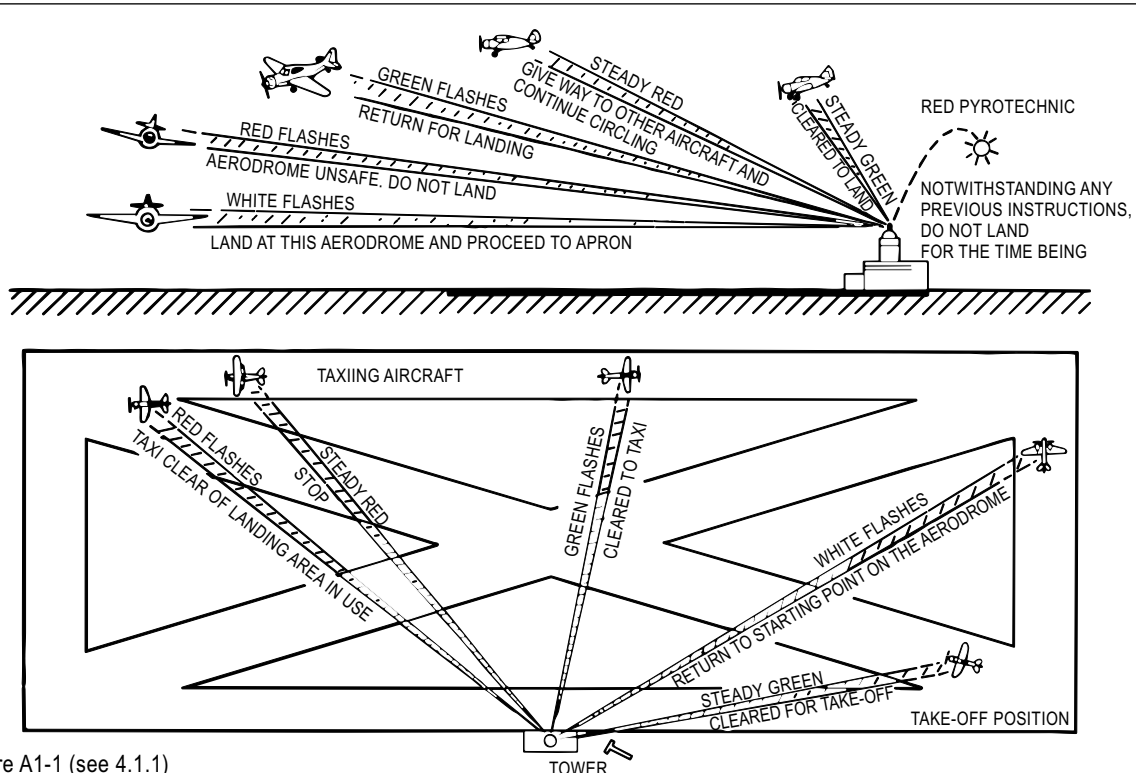 STEADY RED
GIVE WAY TO OTHER AIRCRAFT AND
CONTINUE CIRCLING
GREEN FLASHES
RETURN FOR LANDING
STEADY GREEN
CLEARED TO LAND
RED PYROTECHNIC
RED FLASHES
AERODROME UNSAFE. DO NOT LAND
NOTWITHSTANDING ANY
PREVIOUS INSTRUCTIONS,
DO NOT LAND
FOR THE TIME BEING
WHITE FLASHES
LAND AT THIS AERODROME AND PROCEED TO APRON
TAXIING AIRCRAFT
RED FLASHES
TAXI CLEAR OF LANDING AREA IN USE
STEADY RED
STOP
GREEN FLASHES
CLEARED TO TAXI
WHITE FLASHES
RETURN TO STARTING POINT ON THE AERODROME
STEADY GREEN
CLEARED FOR TAKE-OFF
TAKE-OFF POSITION
TOWER
re A1-1 (see 4.1.1)